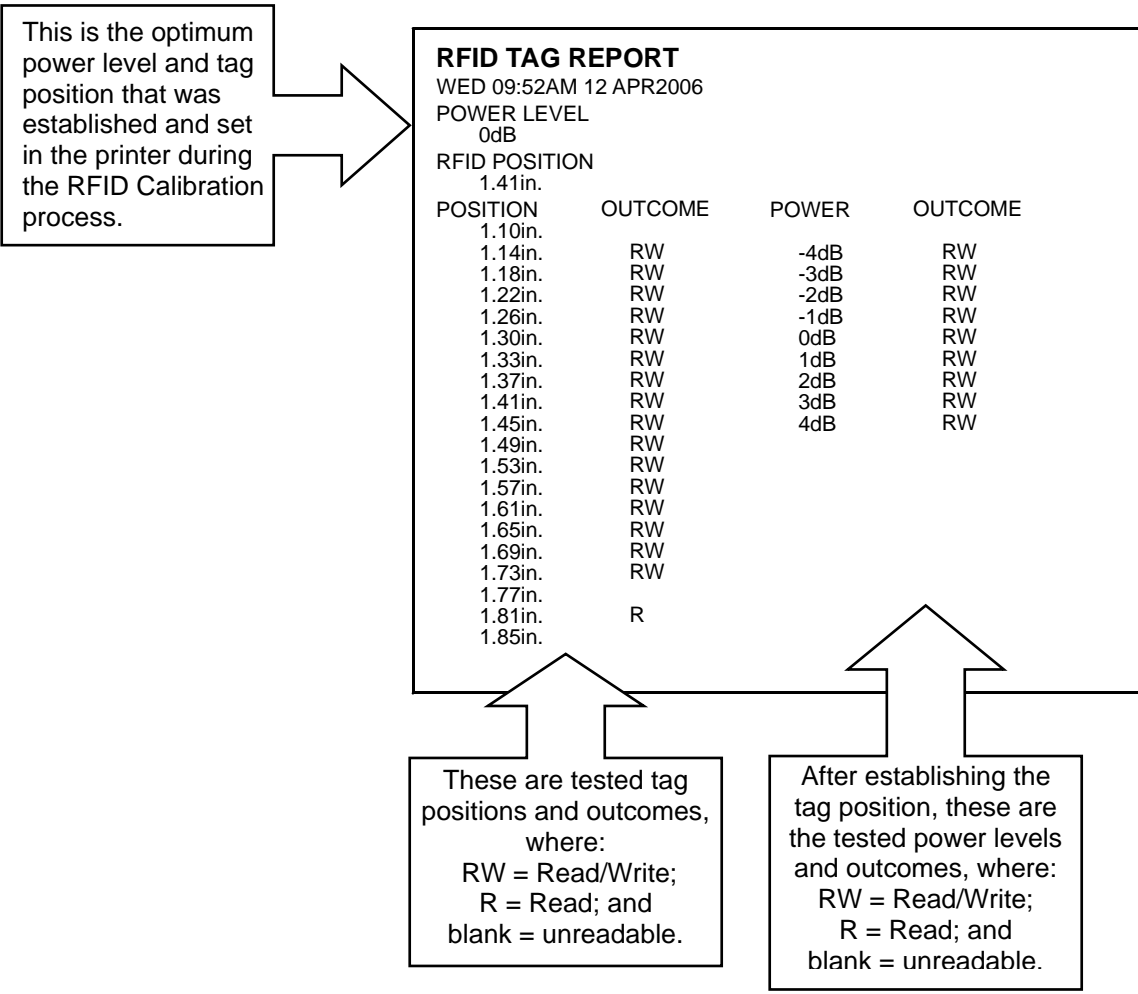 This is the optimum
power level and tag
position that was
established and set
in the printer during
the RFID Calibration
process.
RFID TAG REPORT
WED 09:52AM 12 APR2006
POWER LEVEL
0dB
RFID POSITION
1.41in.
POSITION OUTCOME POWER OUTCOME
1.10in.
1.14in. RW -4dB RW
1.18in. RW -3dB RW
1.22in. RW -2dB RW
1.26in. RW -1dB RW
1.30in. RW 0dB RW
1.33in. RW 1dB RW
1.37in. RW 2dB RW
1.41in. RW 3dB RW
1.45in. RW 4dB RW
1.49in. RW
1.53in. RW
1.57in. RW
1.61in. RW
1.65in. RW
1.69in. RW
1.73in. RW
1.77in.
1.81in. R
1.85in.
These are tested tag
positions and outcomes,
where:
RW = Read/Write;
R = Read; and
blank = unreadable.
After establishing the
tag position, these are
the tested power levels
and outcomes, where:
RW = Read/Write;
R = Read; and
blank = unreadable.